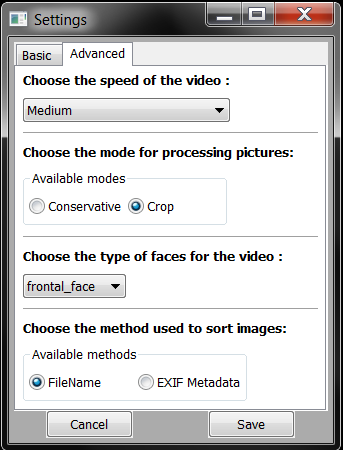 Settings
Basic Advanced
Choose the speed of the video :
Medium
Choose the mode for processing pictures:
Available modes
Conservative Crop
Choose the type of faces for the video :
frontal_face
Choose the method used to sort images:
Available methods
FileName EXIF Metadata
Cancel Save